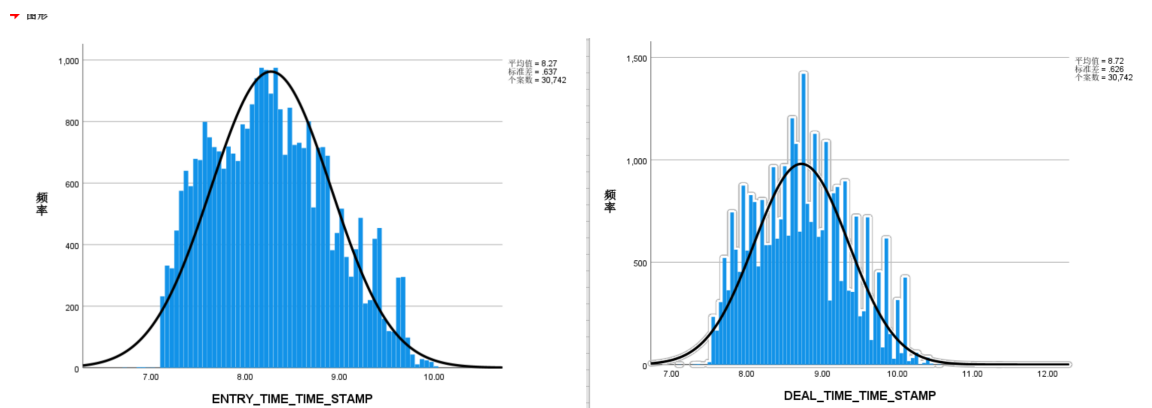 图形
1,000
800
600
400
200
0
频率
7.00 8.00 9.00 10.00
ENTRY_TIME_TIME_STAMP
平均值 = 8.27
标准差 = .637
个案数 = 30,742
1,500
1,000
500
0
频率
7.00 8.00 9.00 10.00 11.00 12.00
DEAL_TIME_TIME_STAMP
平均值 = 8.72
标准差 = .626
个案数 = 30,742